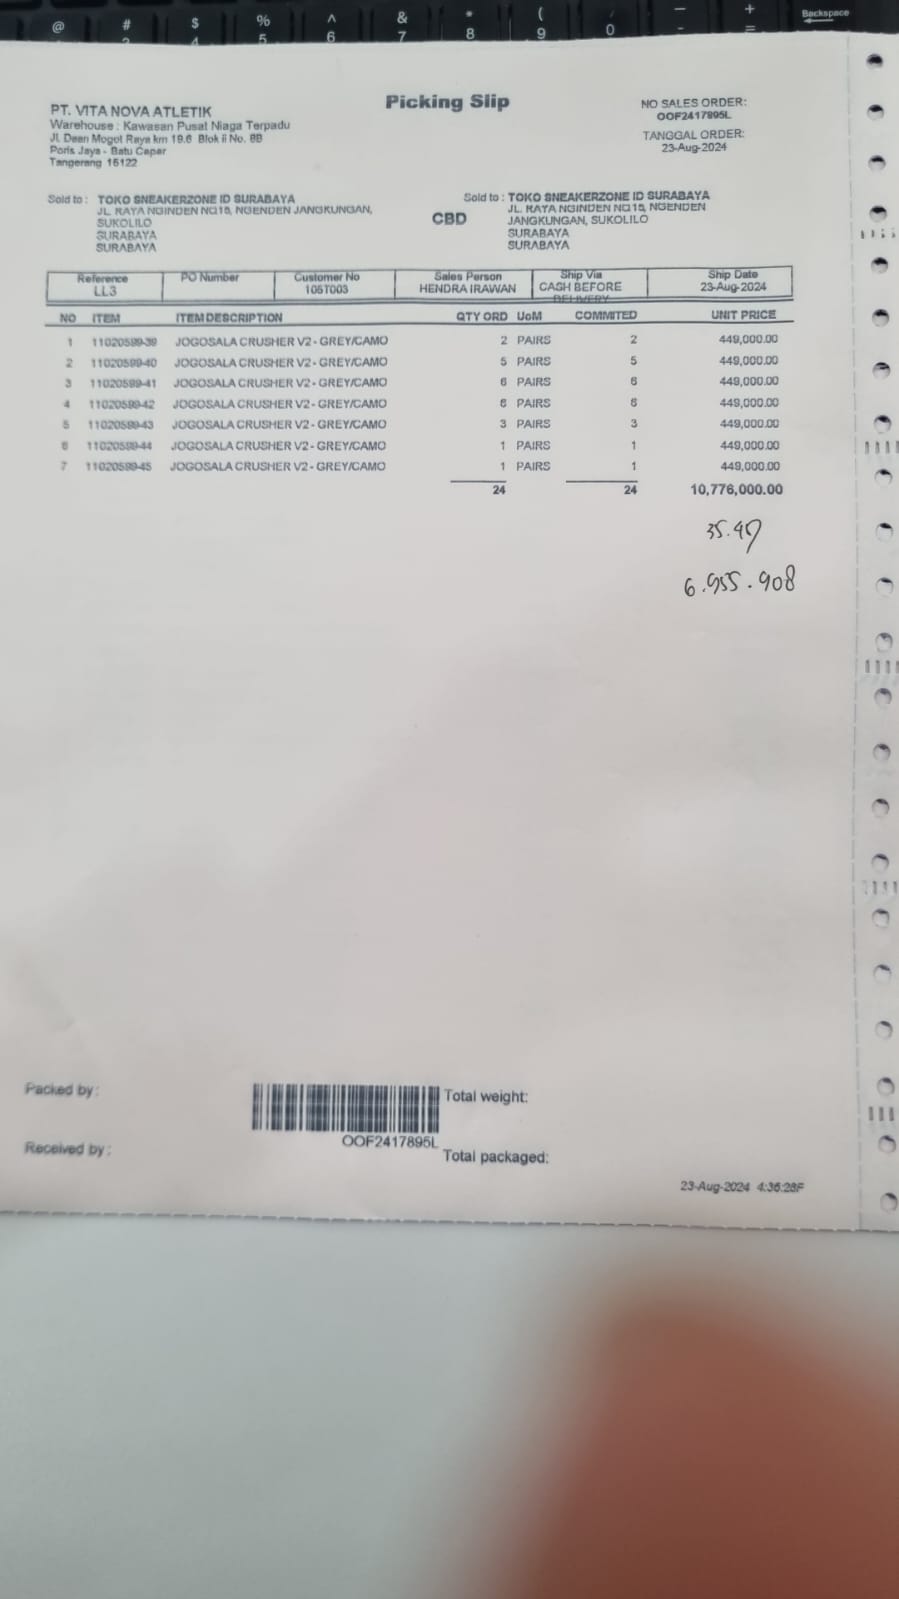 @ # $ % ^ & * ( — + Backspace
5 6 7 8 9 0 - =
Picking Slip
PT. VITA NOVA ATLETIK
Warehouse : Kawasan Pusat Niaga Terpadu
Jl. Daan Mogot Raya km 19.6 Blok ii No. 8B
Poris Jaya - Batu Ceper
Tangerang 15122
NO SALES ORDER:
OOF2417895L
TANGGAL ORDER:
23-Aug-2024
Sold to : TOKO SNEAKERZONE ID SURABAYA
JL. RAYA NGINDEN NO15, NGENDEN JANGKUNGAN,
SUKOLILO
SURABAYA
SURABAYA
CBD
Sold to : TOKO SNEAKERZONE ID SURABAYA
JL. RAYA NGINDEN NO.15, NGENDEN
JANGKUNGAN, SUKOLILO
SURABAYA
SURABAYA
Reference PO Number Customer No Sales Person Ship Via Ship Date
LL3 105T003 HENDRA IRAWAN CASH BEFORE 23-Aug-2024
DELIVERY
NO ITEM ITEM DESCRIPTION QTY ORD UoM COMMITED UNIT PRICE
1 11020599-39 JOGOSALA CRUSHER V2 - GREY/CAMO 2 PAIRS 2 449,000.00
2 11020599-40 JOGOSALA CRUSHER V2 - GREY/CAMO 5 PAIRS 5 449,000.00
3 11020599-41 JOGOSALA CRUSHER V2 - GREY/CAMO 6 PAIRS 6 449,000.00
4 11020599-42 JOGOSALA CRUSHER V2 - GREY/CAMO 6 PAIRS 6 449,000.00
5 11020599-43 JOGOSALA CRUSHER V2 - GREY/CAMO 3 PAIRS 3 449,000.00
6 11020599-44 JOGOSALA CRUSHER V2 - GREY/CAMO 1 PAIRS 1 449,000.00
7 11020599-45 JOGOSALA CRUSHER V2 - GREY/CAMO 1 PAIRS 1 449,000.00
24 24 10,776,000.00
6.955.908
Packed by :
Received by :
OOF2417895L
Total weight:
Total packaged:
23-Aug-2024 4:36:28F